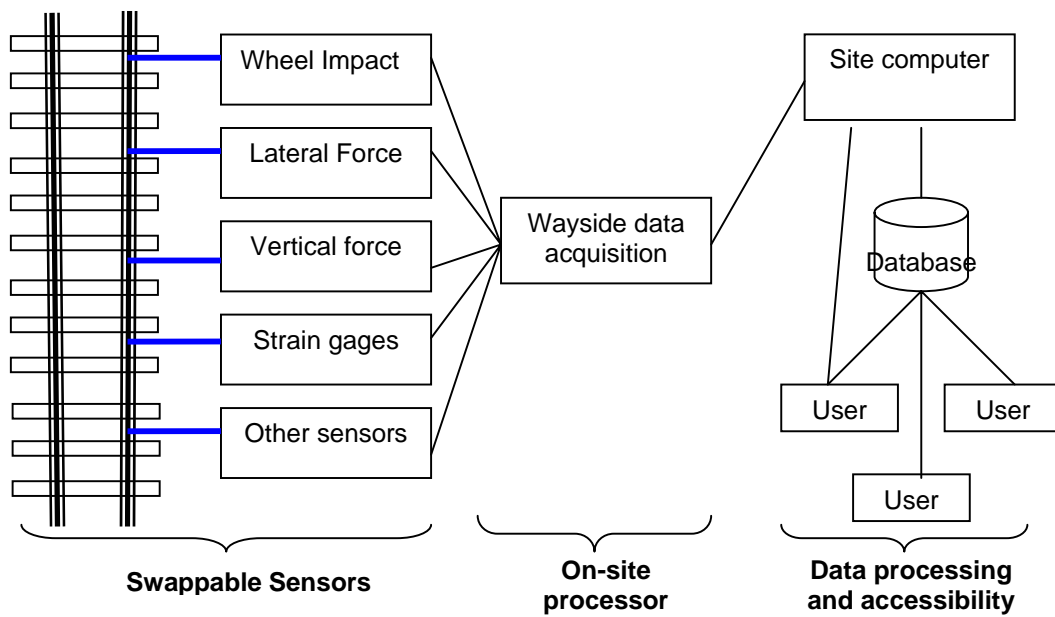 Wheel Impact
Lateral Force
Vertical force
Strain gages
Other sensors
Swappable Sensors
Wayside data
acquisition
On-site
processor
Site computer
Database
User
User
User
Data processing
and accessibility